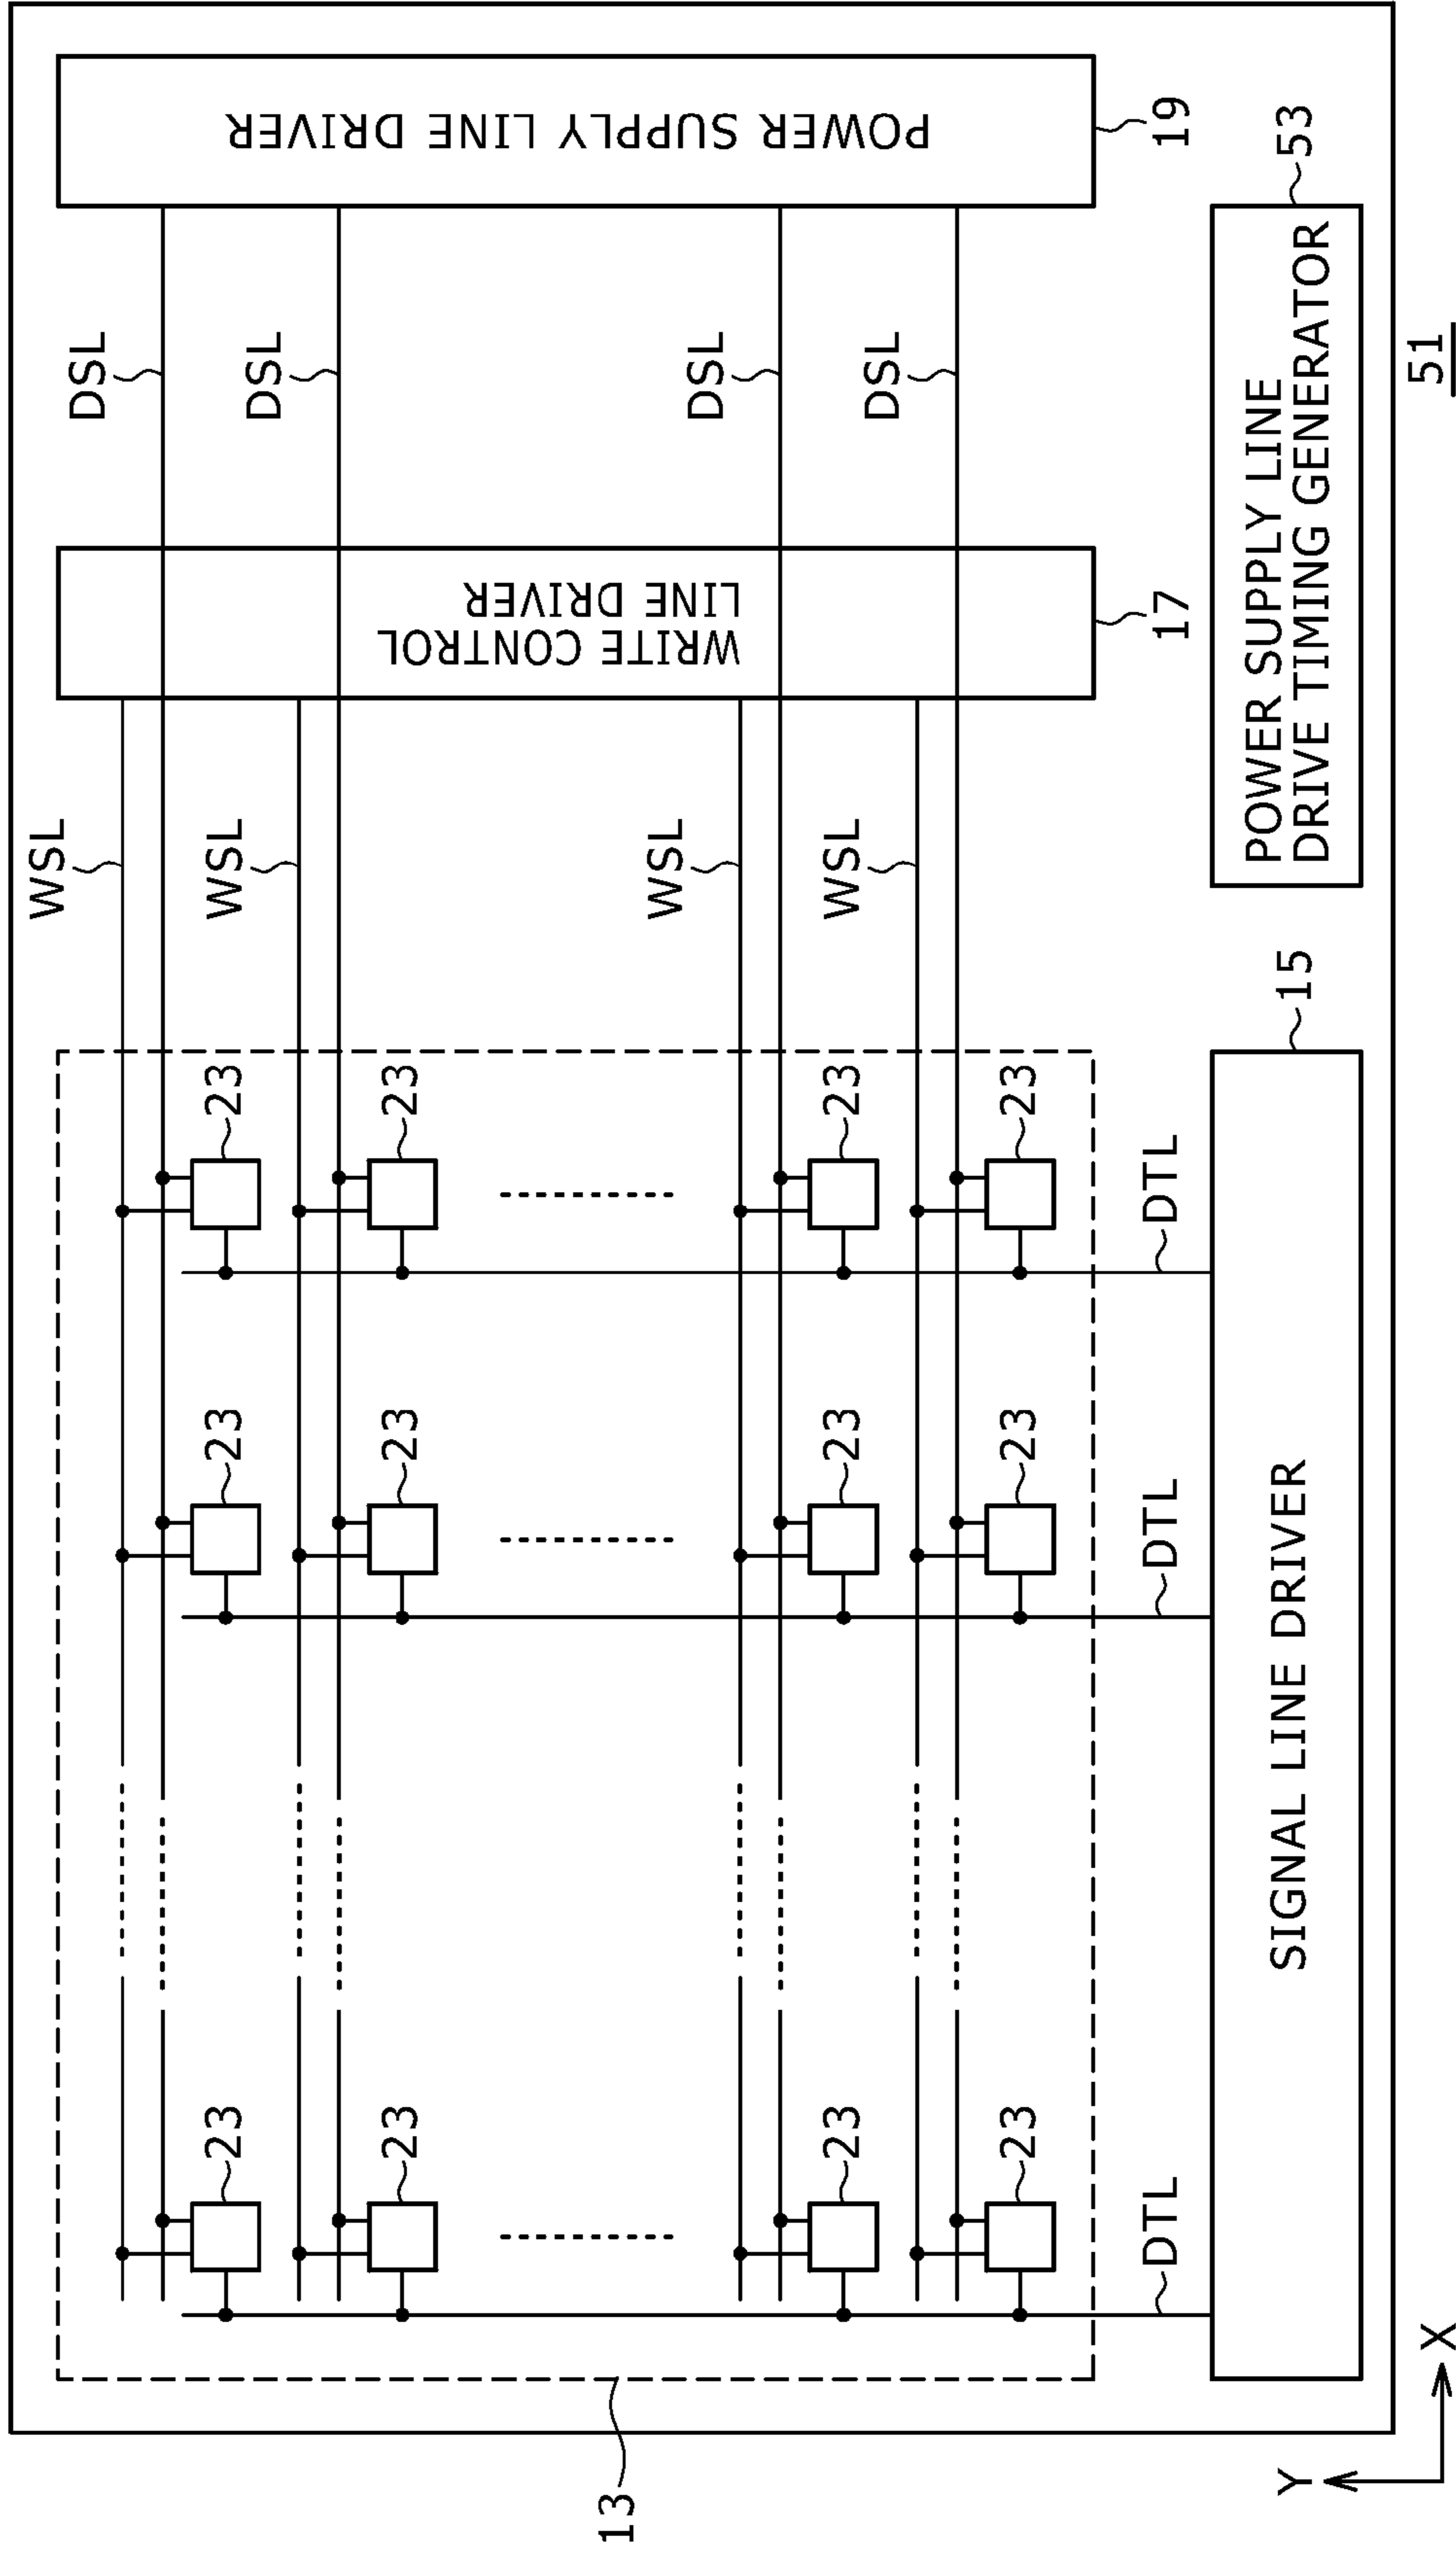 WSL
DSL
23
23
23
WSL
DSL
23
23
23
WRITE CONTROL
LINE DRIVER
POWER SUPPLY LINE DRIVER
13
WSL
DSL
23
23
23
WSL
DSL
23
23
23
DTL
DTL
DTL
17
19
15
53
SIGNAL LINE DRIVER
POWER SUPPLY LINE
DRIVE TIMING GENERATOR
Y
X
51